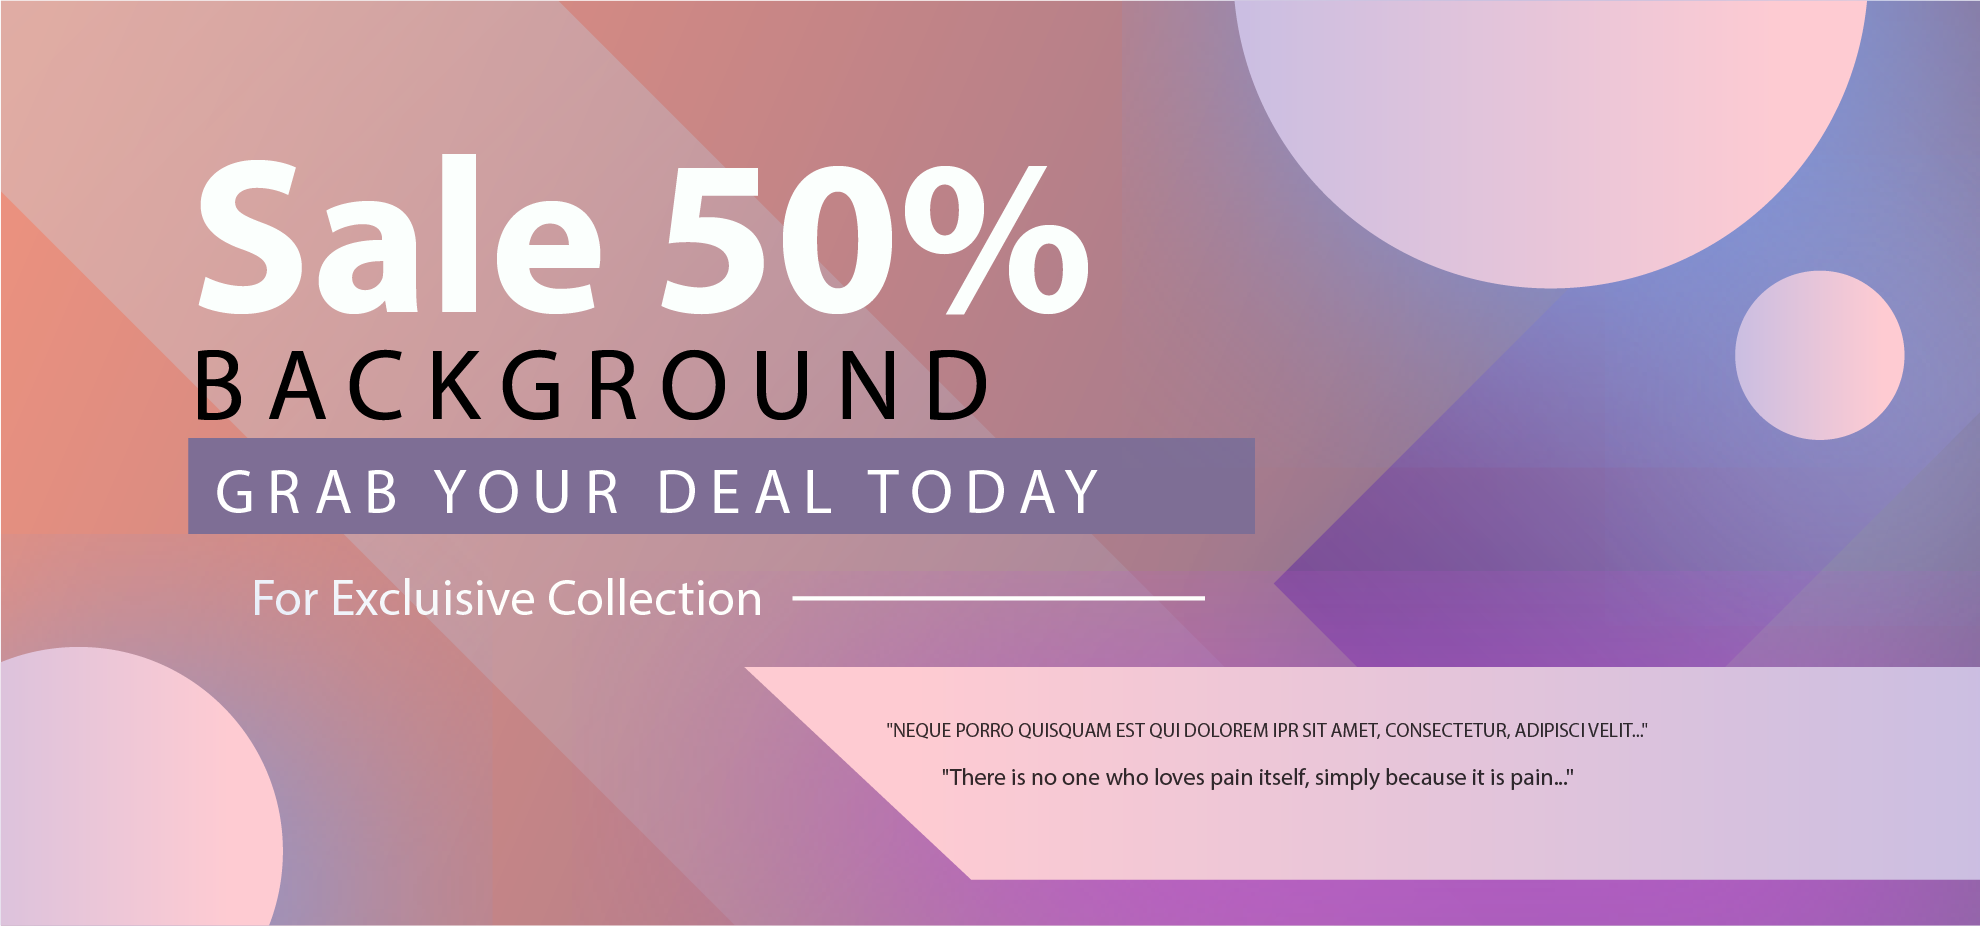 Sale 50%
BACKGROUND
GRAB YOUR DEAL TODAY
For Excluisive Collection
"NEQUE PORRO QUISQUAM EST QUI DOLOREM IPR SIT AMET, CONSECTETUR, ADIPISCI VELIT..."
"There is no one who loves pain itself, simply because it is pain..."